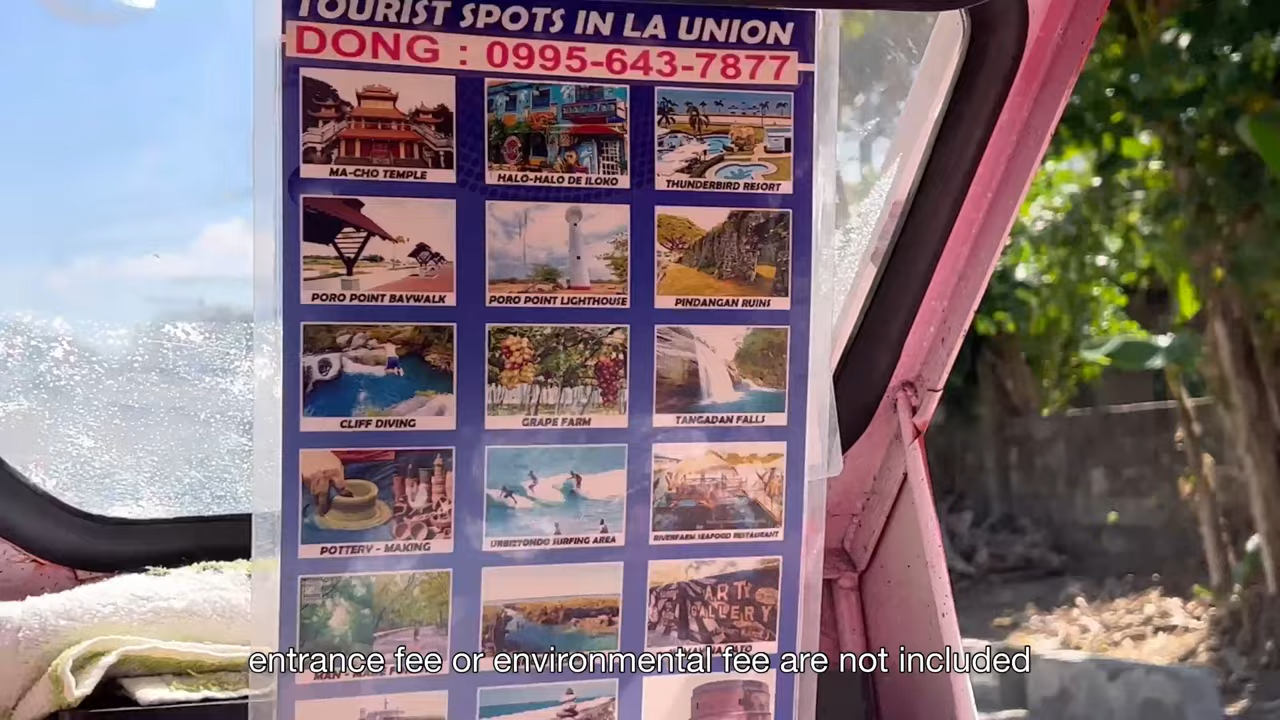 TOURIST SPOTS IN LA UNION
DONG : 0995-643-7877
MA-CHO TEMPLE
HALO-HALO DE ILOKO
THUNDERBIRD RESORT
PORO POINT BAYWALK
PORO POINT LIGHTHOUSE
PINDANGAN RUINS
CLIFF DIVING
GRAPE FARM
TANGADAN FALLS
POTTERY - MAKING
URBIZTONDO SURFING AREA
RIVERFARM SEAFOOD RESTAURANT
ART GALLERY
MAN - MADE
entrance fee or environmental fee are not included